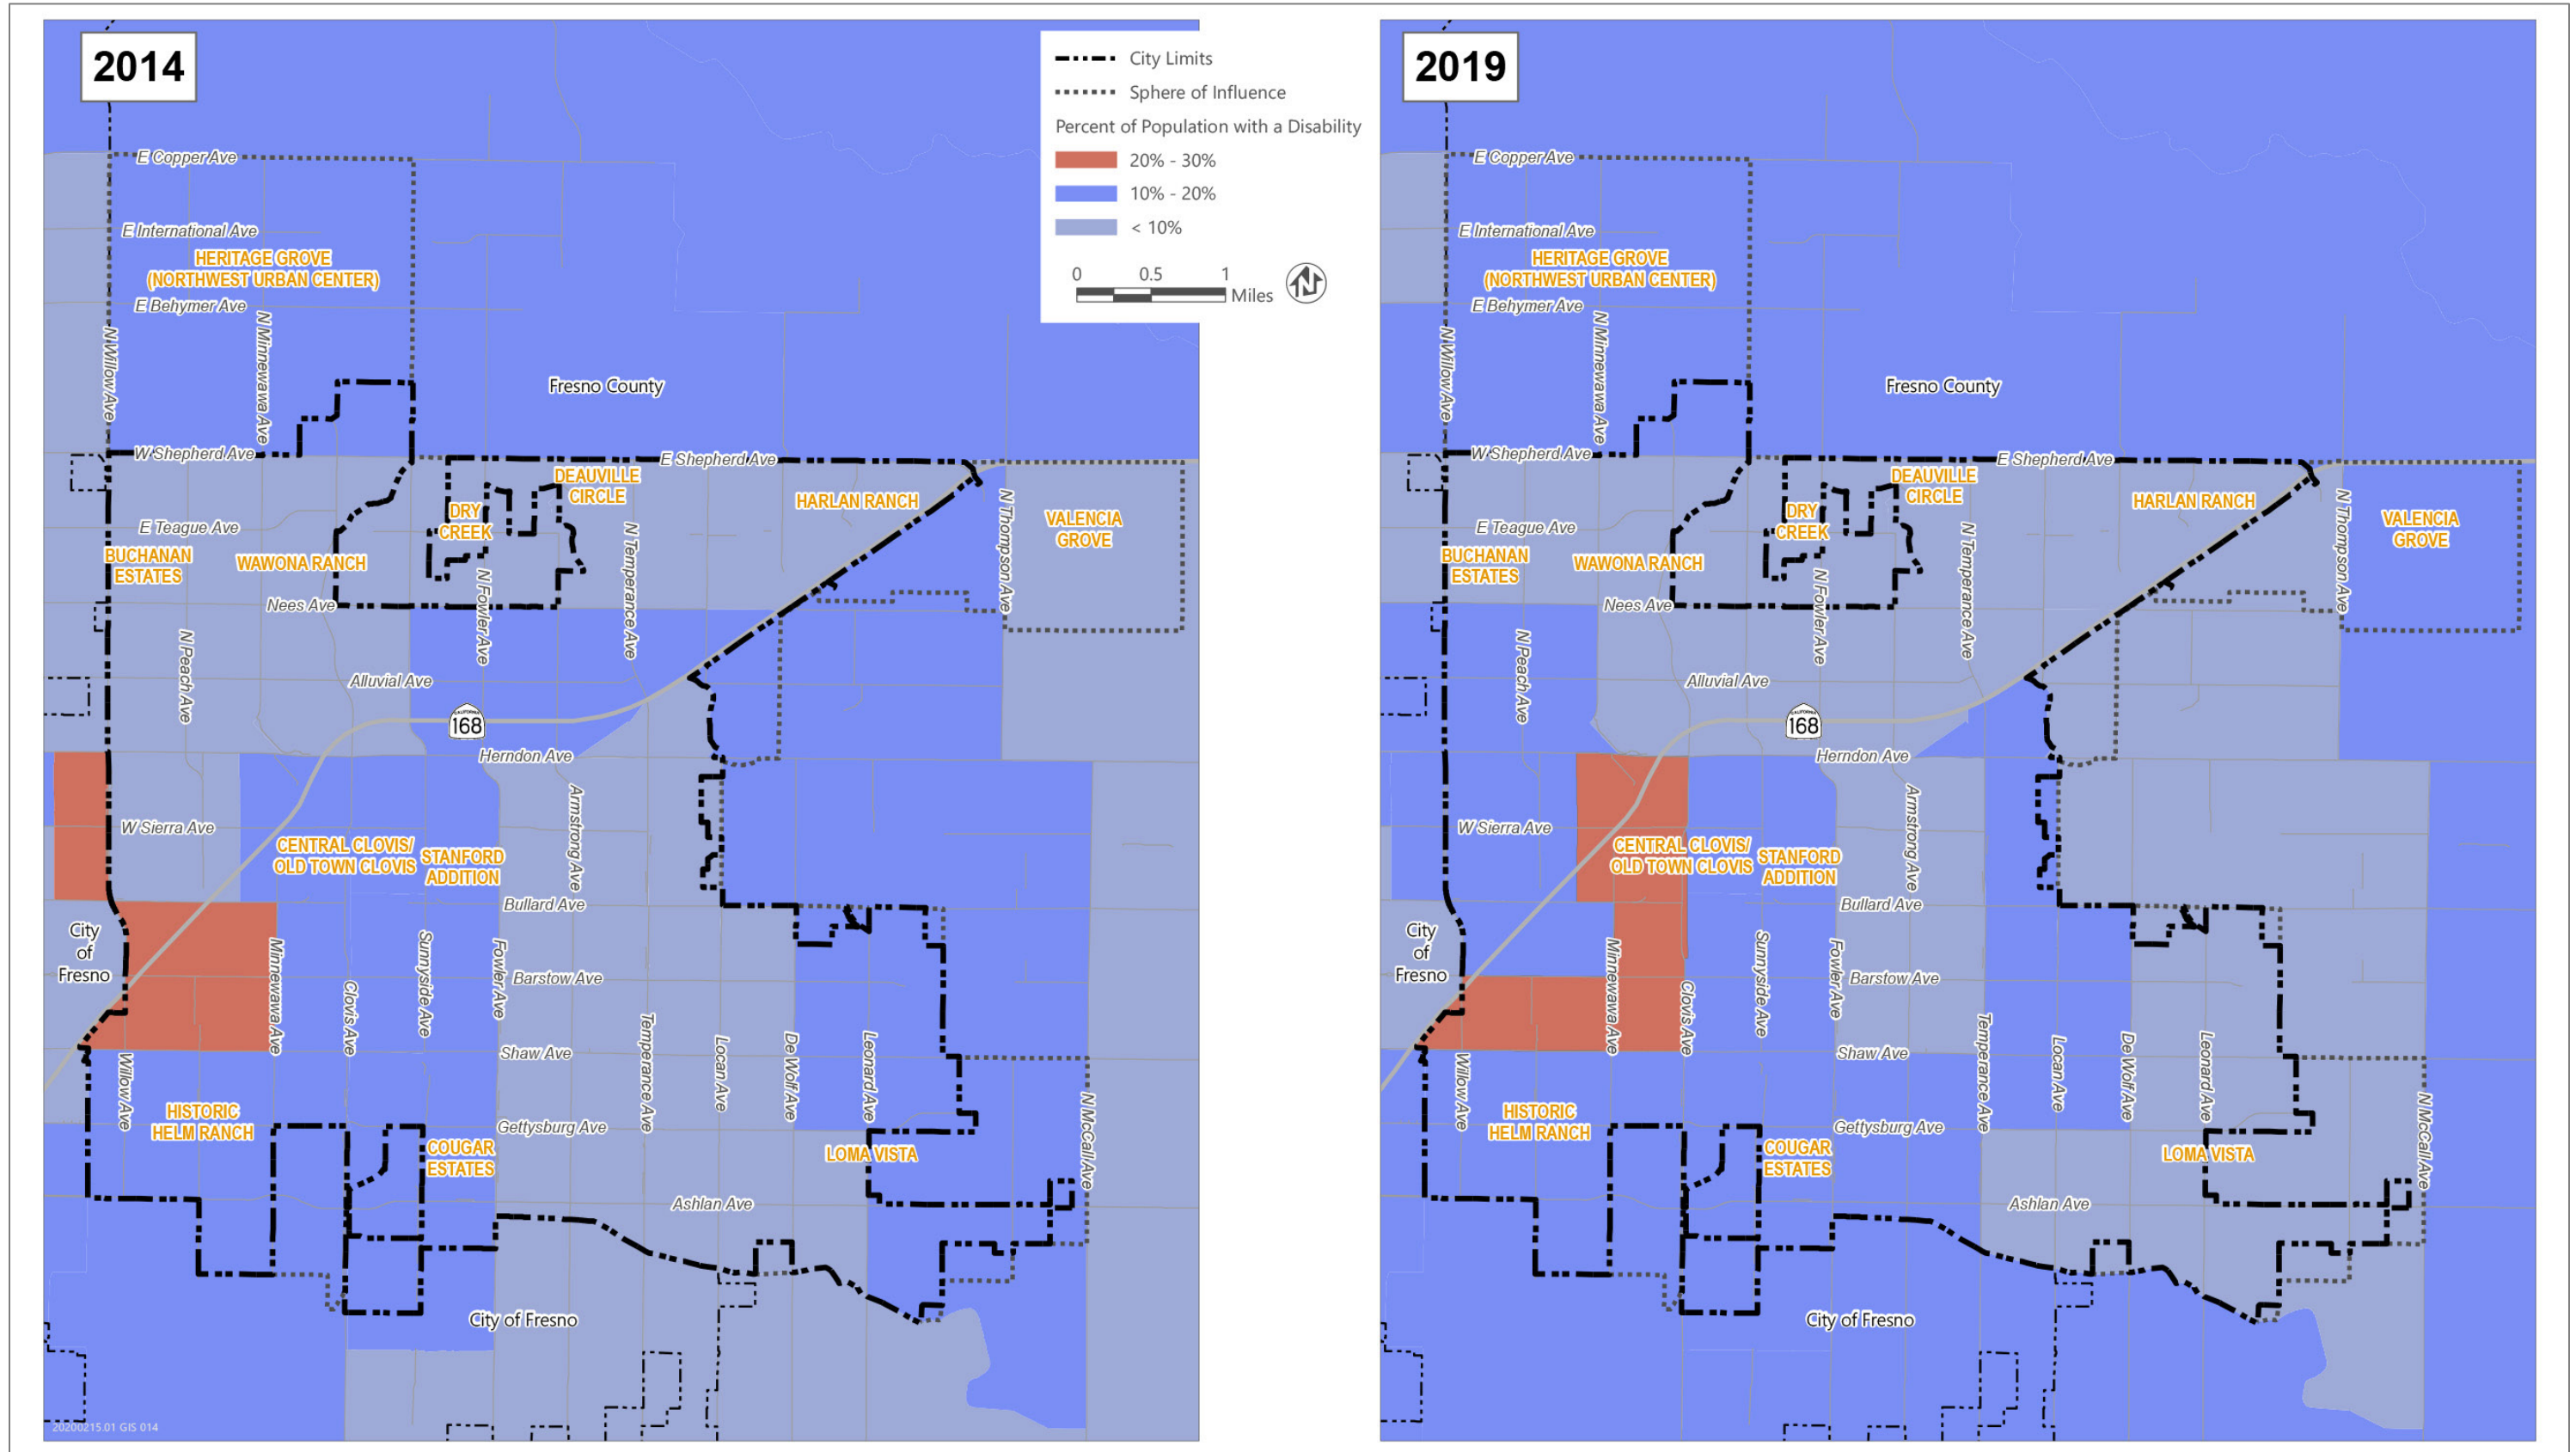 2014
City Limits
Sphere of Influence
Percent of Population with a Disability
20% - 30%
10% - 20%
< 10%
0 0.5 1
Miles
N
E Copper Ave
E International Ave
HERITAGE GROVE
(NORTHWEST URBAN CENTER)
E Behymer Ave
N Willow Ave
N Minnewawa Ave
Fresno County
W Shepherd Ave
E Shepherd Ave
DEAUVILLE
CIRCLE
HARLAN RANCH
DRY
CREEK
E Teague Ave
BUCHANAN
ESTATES
WAWONA RANCH
N Temperance Ave
N Thompson Ave
VALENCIA
GROVE
Nees Ave
N Fowler Ave
N Peach Ave
Alluvial Ave
CALIFORNIA
168
Herndon Ave
W Sierra Ave
Armstrong Ave
CENTRAL CLOVIS/
OLD TOWN CLOVIS
STANFORD
ADDITION
Bullard Ave
City
of
Fresno
Minnewawa Ave
Sunnyside Ave
Fowler Ave
Barstow Ave
Clovis Ave
Temperance Ave
Locan Ave
De Wolf Ave
Leonard Ave
Shaw Ave
Willow Ave
HISTORIC
HELM RANCH
Gettysburg Ave
COUGAR
ESTATES
LOMA VISTA
N McCall Ave
Ashlan Ave
City of Fresno
20200215.01 GIS 014
2019
E Copper Ave
E International Ave
HERITAGE GROVE
(NORTHWEST URBAN CENTER)
E Behymer Ave
N Willow Ave
N Minnewawa Ave
Fresno County
W Shepherd Ave
E Shepherd Ave
DEAUVILLE
CIRCLE
HARLAN RANCH
DRY
CREEK
E Teague Ave
BUCHANAN
ESTATES
WAWONA RANCH
N Temperance Ave
N Thompson Ave
VALENCIA
GROVE
Nees Ave
N Fowler Ave
N Peach Ave
Alluvial Ave
CALIFORNIA
168
Herndon Ave
W Sierra Ave
Armstrong Ave
CENTRAL CLOVIS/
OLD TOWN CLOVIS
STANFORD
ADDITION
Bullard Ave
City
of
Fresno
Minnewawa Ave
Sunnyside Ave
Fowler Ave
Barstow Ave
Clovis Ave
Temperance Ave
Locan Ave
De Wolf Ave
Leonard Ave
Shaw Ave
Willow Ave
HISTORIC
HELM RANCH
Gettysburg Ave
COUGAR
ESTATES
LOMA VISTA
N McCall Ave
Ashlan Ave
City of Fresno